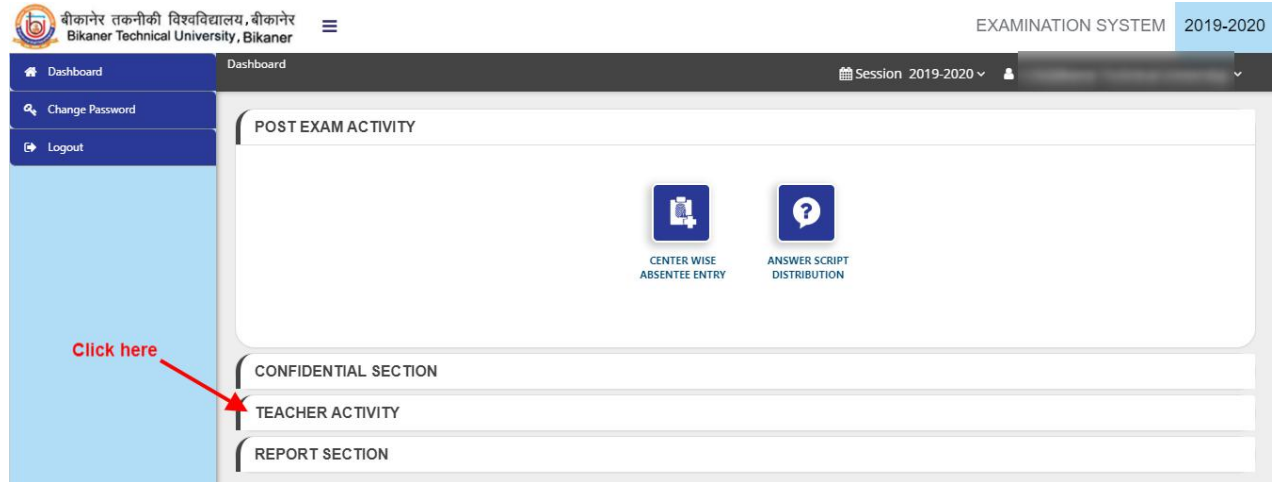 बीकानेर तकनीकी विश्वविद्यालय, बीकानेर
Bikaner Technical University, Bikaner
EXAMINATION SYSTEM 2019-2020
Dashboard
Dashboard
Session 2019-2020
Change Password
Logout
POST EXAM ACTIVITY
CENTER WISE
ABSENTEE ENTRY
ANSWER SCRIPT
DISTRIBUTION
Click here
CONFIDENTIAL SECTION
TEACHER ACTIVITY
REPORT SECTION